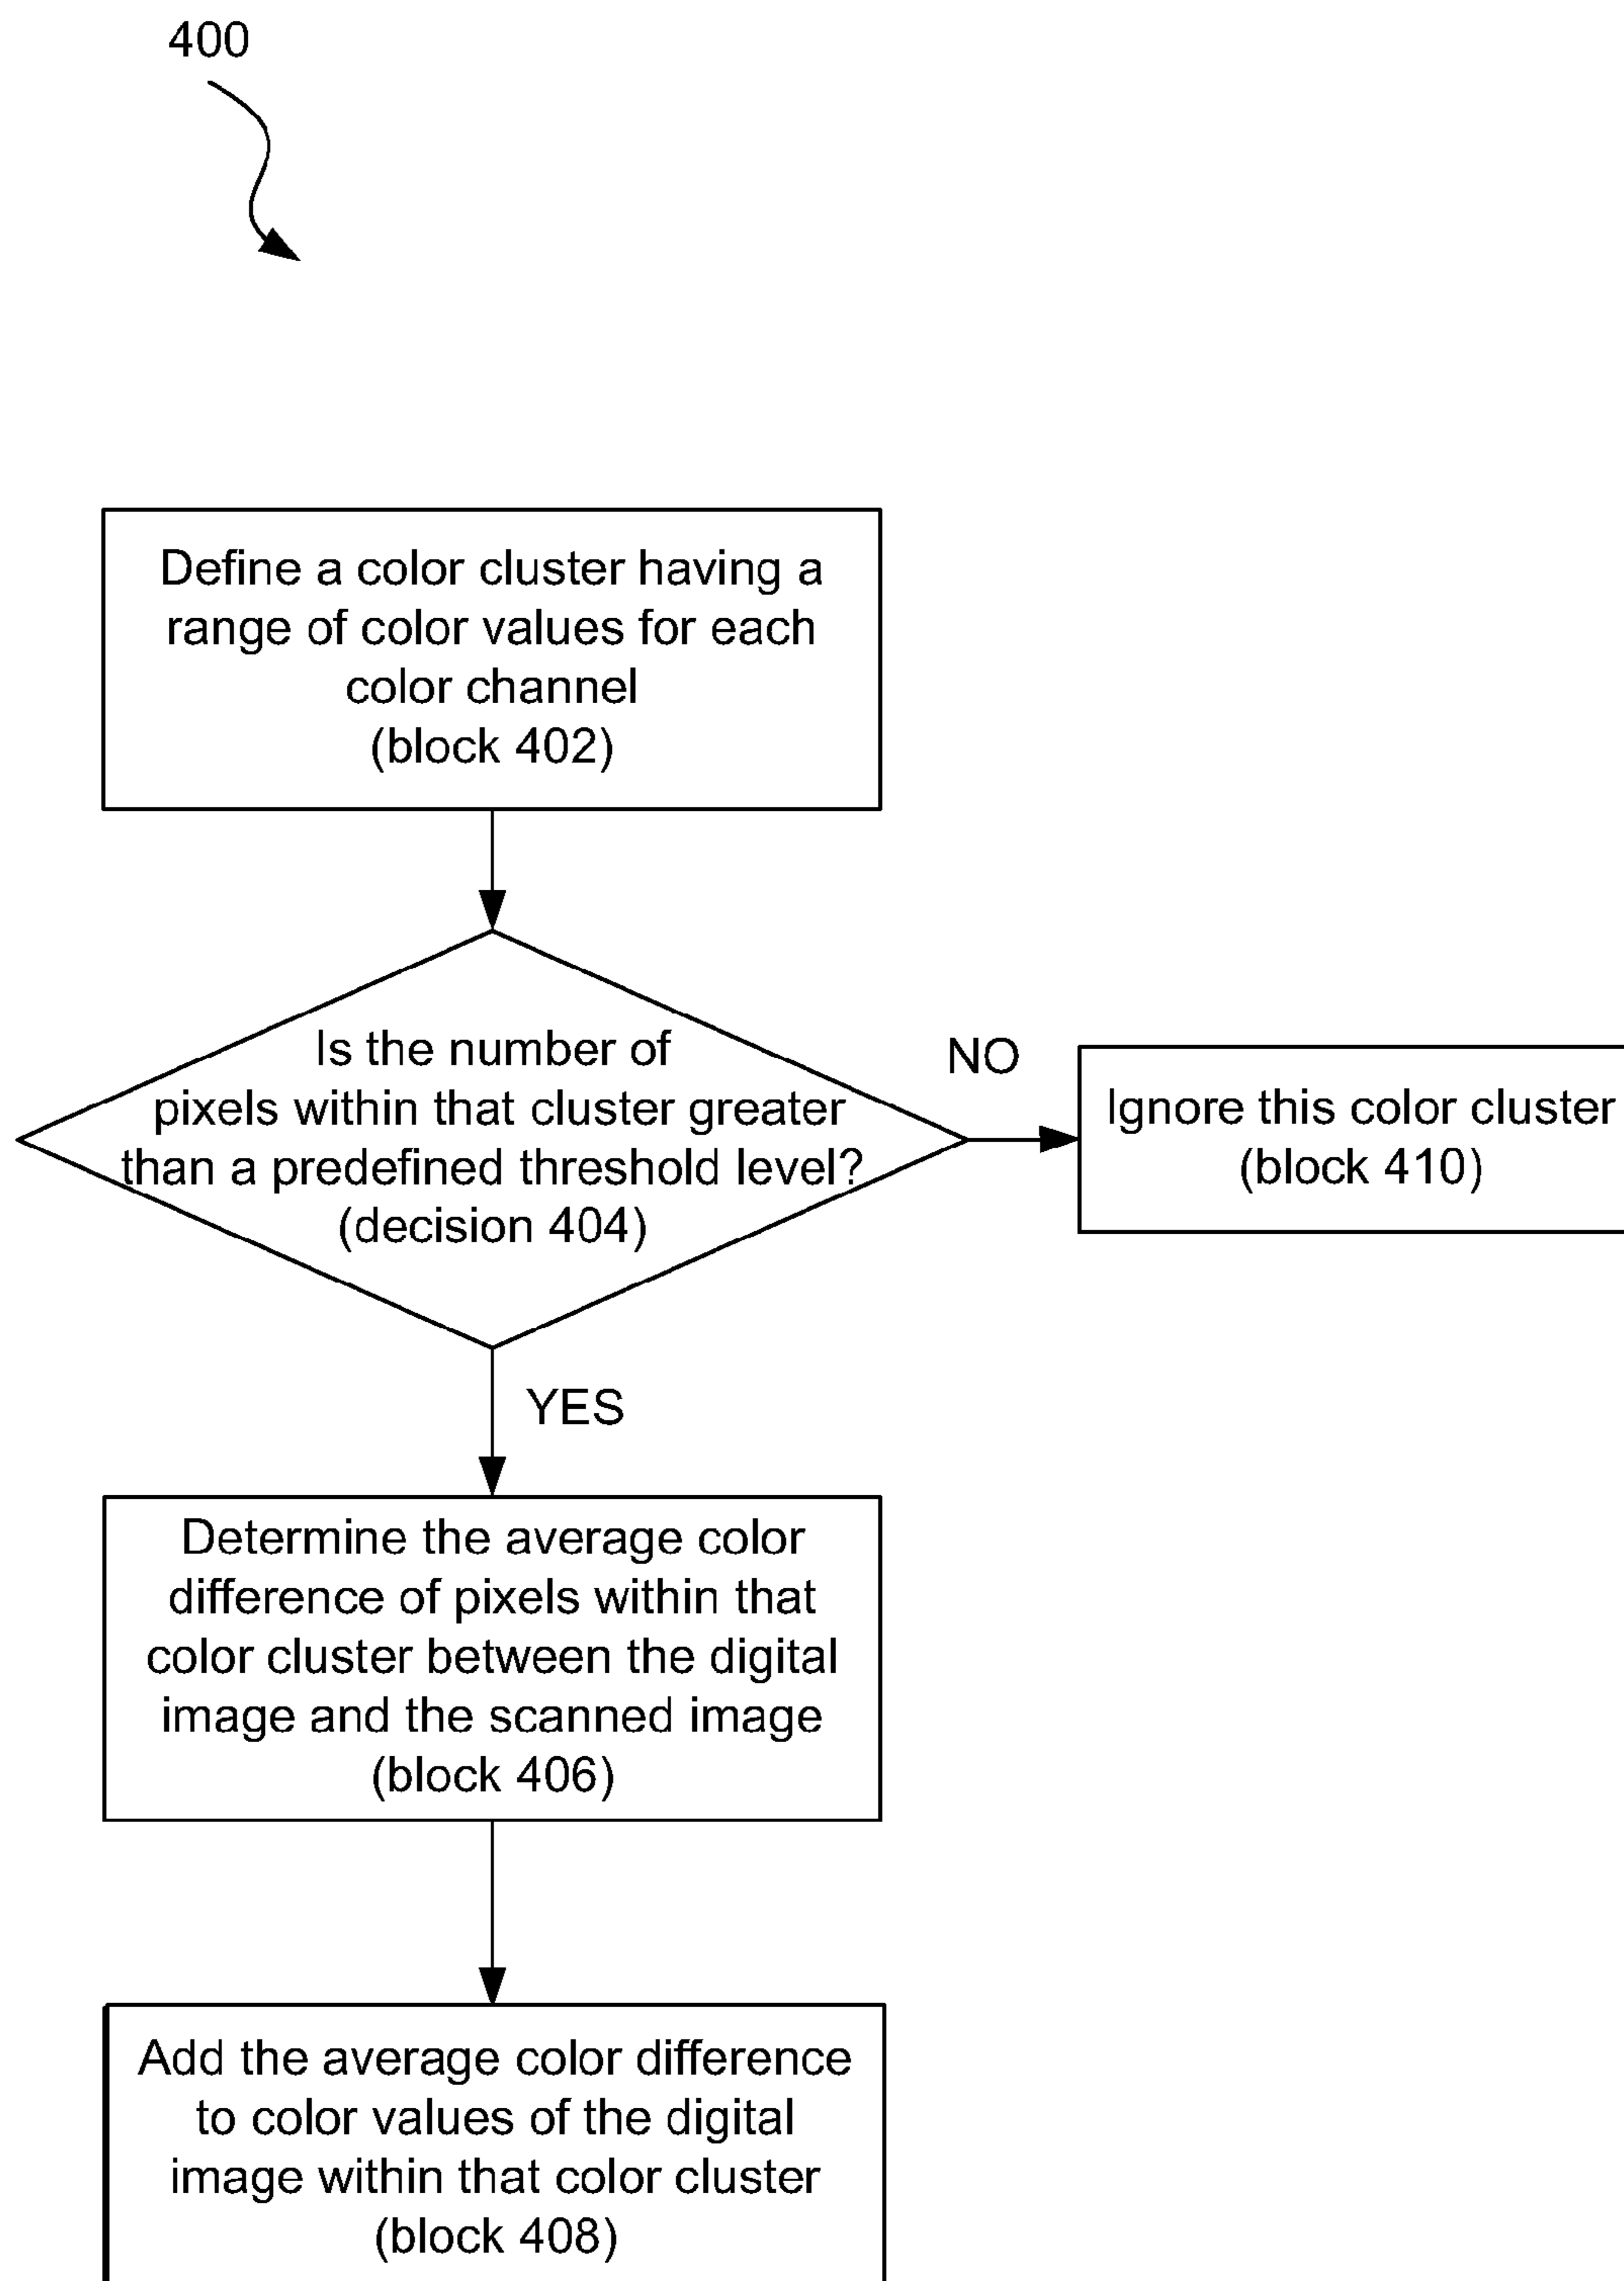 400
Define a color cluster having a
range of color values for each
color channel
(block 402)
Is the number of
pixels within that cluster greater
than a predefined threshold level?
(decision 404)
NO
Ignore this color cluster
(block 410)
YES
Determine the average color
difference of pixels within that
color cluster between the digital
image and the scanned image
(block 406)
Add the average color difference
to color values of the digital
image within that color cluster
(block 408)